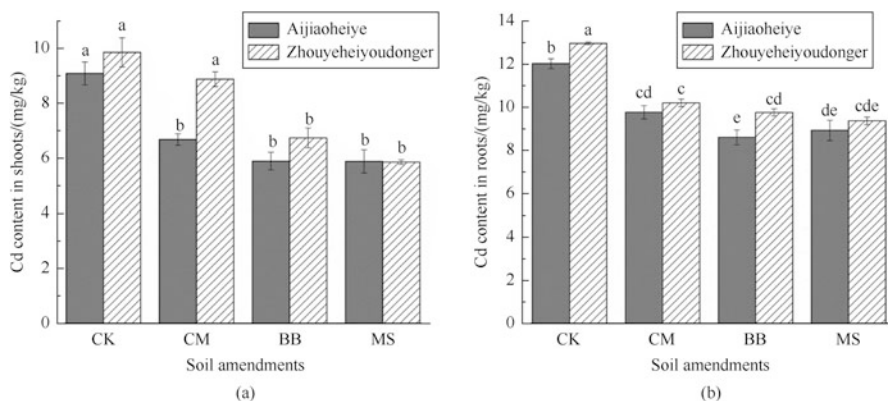 Aijiaoheiye
Zhouyeheiyoudonger
Cd content in shoots/(mg/kg)
10
8
6
4
2
0
a
a
b
a
b
b
b
b
CK
CM
BB
MS
Soil amendments
(a)
Aijiaoheiye
Zhouyeheiyoudonger
Cd content in roots/(mg/kg)
14
12
10
8
6
4
2
0
b
a
cd
c
e
cd
de
cde
CK
CM
BB
MS
Soil amendments
(b)